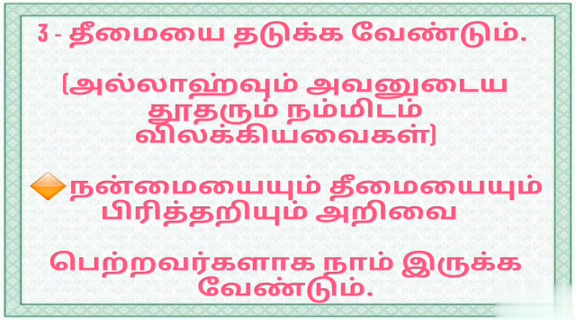 3 - தீமையை தடுக்க வேண்டும்.
(அல்லாஹ்வும் அவனுடைய
தூதரும் நம்மிடம்
விலக்கியவைகள்)
நன்மையையும் தீமையையும்
பிரித்தறியும் அறிவை
பெற்றவர்களாக நாம் இருக்க
வேண்டும்.